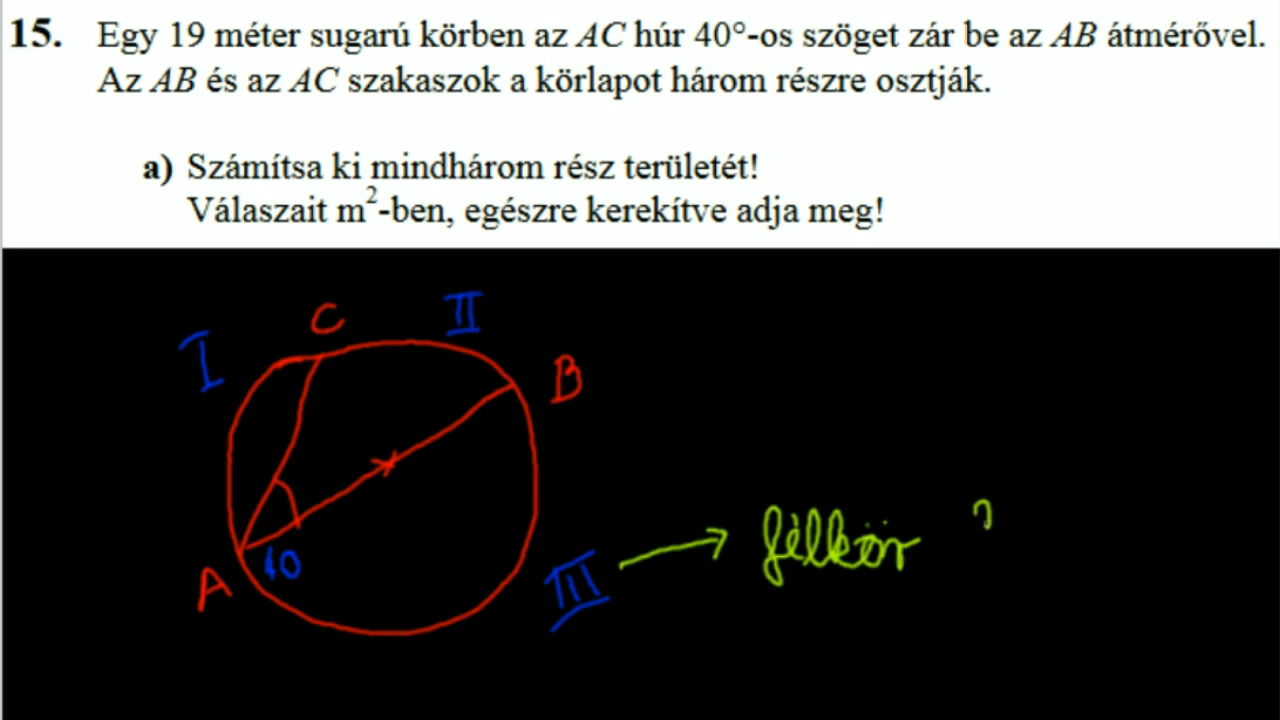 15. Egy 19 méter sugarú körben az AC húr 40°-os szöget zár be az AB átmérővel.
Az AB és az AC szakaszok a körlapot három részre osztják.
a) Számítsa ki mindhárom rész területét!
Válaszait m²-ben, egészre kerekítve adja meg!
C
II
I
B
félkör
A
40
III